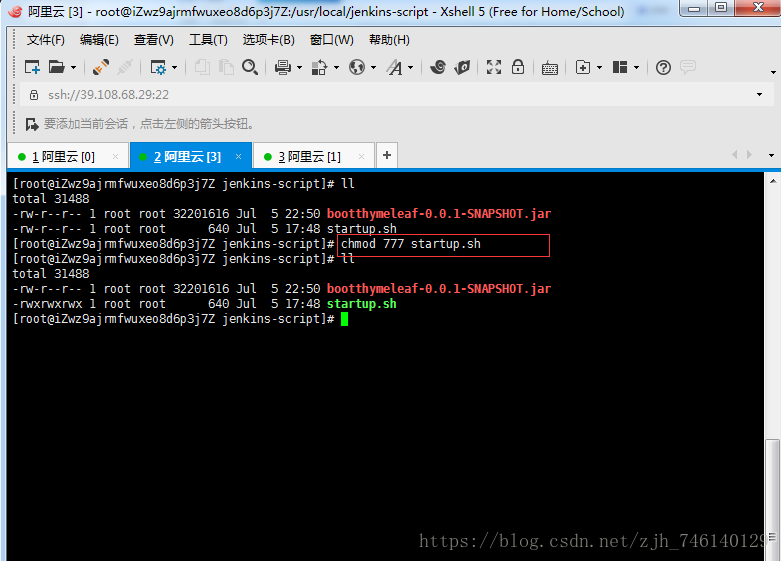 阿里云 [3] - root@iZwz9ajrmfwuxeo8d6p3j7Z:/usr/local/jenkins-script - Xshell 5 (Free for Home/School)
文件(F) 编辑(E) 查看(V) 工具(T) 选项卡(B) 窗口(W) 帮助(H)
ssh://39.108.68.29:22
要添加当前会话，点击左侧的箭头按钮。
1 阿里云 [0] × 2 阿里云 [3] × 3 阿里云 [1] × +
[root@iZwz9ajrmfwuxeo8d6p3j7Z jenkins-script]# ll
total 31488
-rw-r--r-- 1 root root 32201616 Jul  5 22:50 bootthymeleaf-0.0.1-SNAPSHOT.jar
-rw-r--r-- 1 root root      640 Jul  5 17:48 startup.sh
[root@iZwz9ajrmfwuxeo8d6p3j7Z jenkins-script]# chmod 777 startup.sh
[root@iZwz9ajrmfwuxeo8d6p3j7Z jenkins-script]# ll
total 31488
-rw-r--r-- 1 root root 32201616 Jul  5 22:50 bootthymeleaf-0.0.1-SNAPSHOT.jar
-rwxrwxrwx 1 root root      640 Jul  5 17:48 startup.sh
[root@iZwz9ajrmfwuxeo8d6p3j7Z jenkins-script]#
https://blog.csdn.net/zjh_746140129